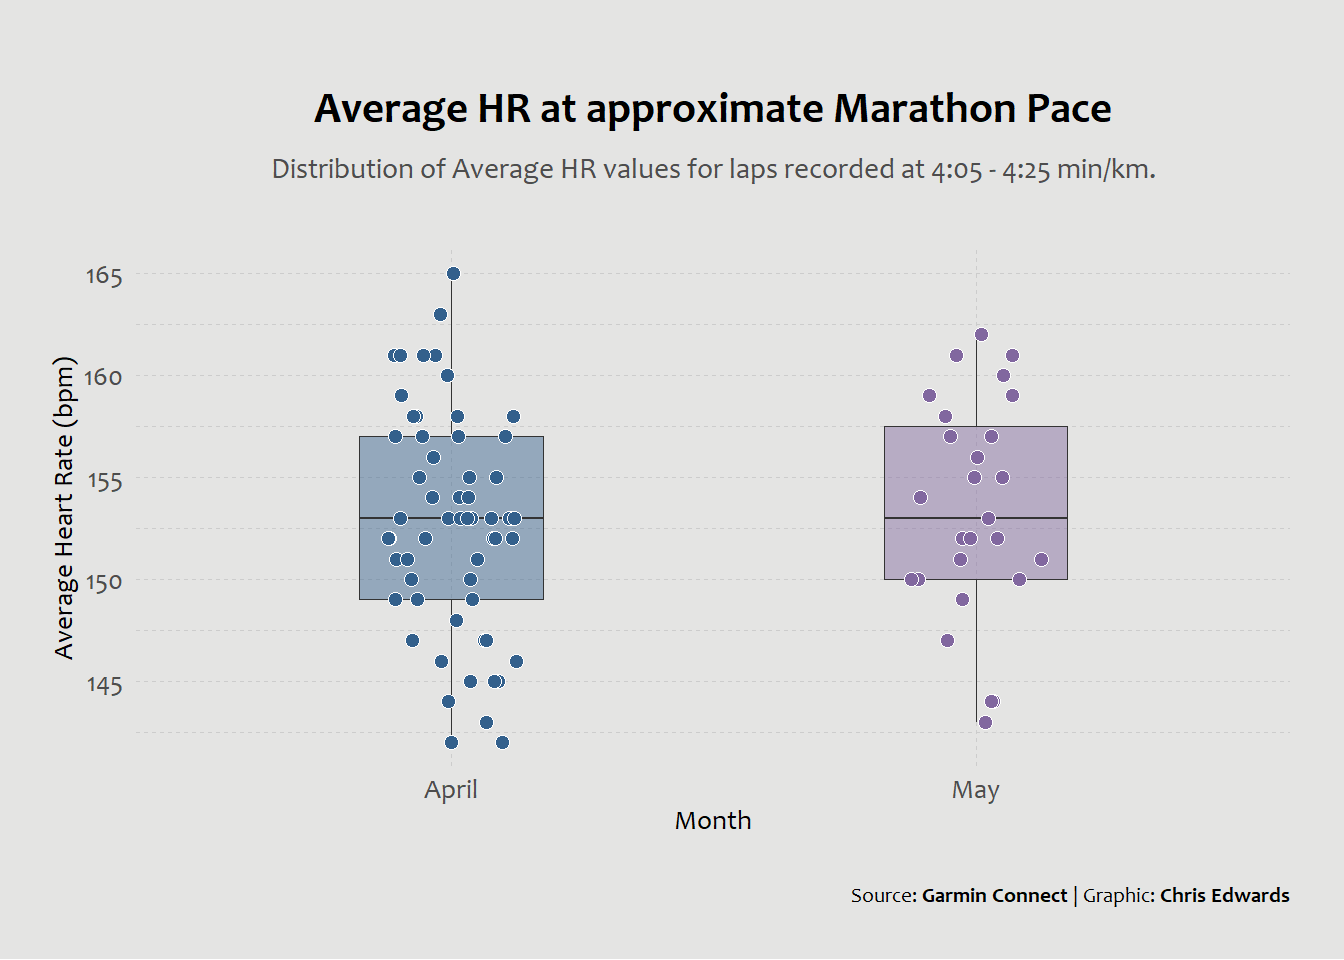 Average HR at approximate Marathon Pace
Distribution of Average HR values for laps recorded at 4:05 - 4:25 min/km.
Average Heart Rate (bpm)
165
160
155
150
145
April
May
Month
Source: Garmin Connect | Graphic: Chris Edwards